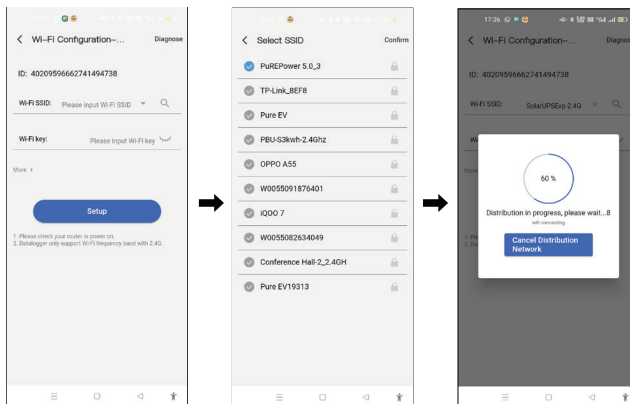 Wi-Fi Configuration-... Diagnose
ID: 40209596662741494738
Wi-Fi SSID: Please input Wi-Fi SSID
Wi-Fi key: Please input Wi-Fi key
More +
Setup
1. Please check your router is power on.
2. Datalogger only support Wi-Fi frequency band with 2.4G.
Select SSID Confirm
PuREPower 5.0_3
TP-Link_8EF8
Pure EV
PBU-S3kwh-2.4Ghz
OPPO A55
W0055091876401
iQOO 7
W0055082634049
Conference Hall-2_2.4GH
Pure EV19313
17:26
Wi-Fi Configuration-... Diagnos
ID: 40209596662741494738
Wi-Fi SSID: SolarUPSEvp-2.4G ×
60 %
Distribution in progress, please wait...8
wifi connecting
Cancel Distribution
Network